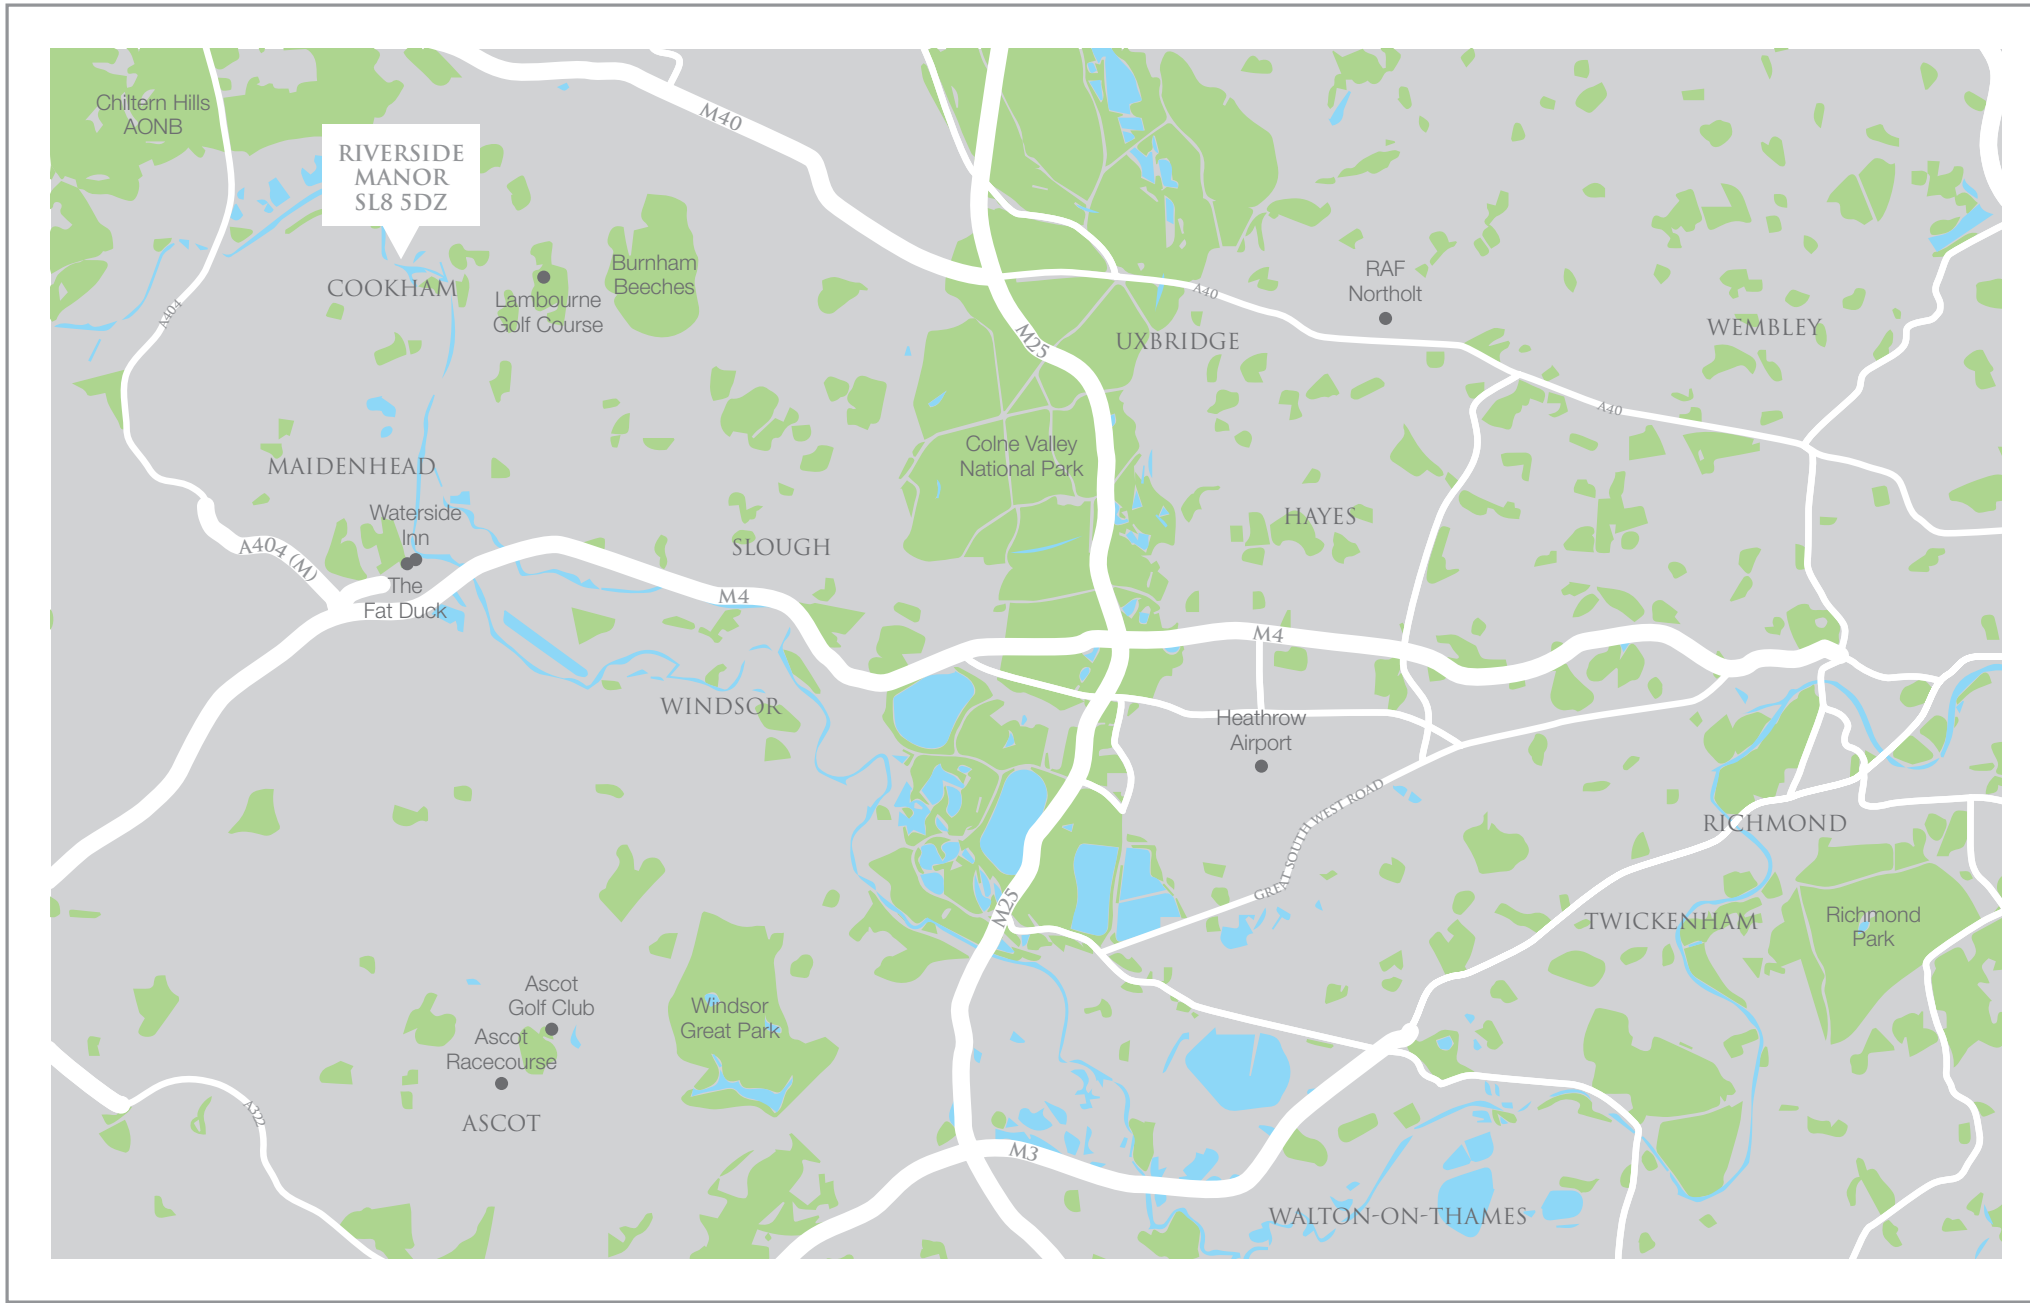 Chiltern Hills
AONB
RIVERSIDE
MANOR
SL8 5DZ
M40
COOKHAM
A404
Lambourne
Golf Course
Burnham
Beeches
M25
A40
UXBRIDGE
RAF
Northolt
WEMBLEY
A40
Colne Valley
National Park
MAIDENHEAD
Waterside
Inn
A404 (M)
The
Fat Duck
SLOUGH
HAYES
M4
M4
WINDSOR
Heathrow
Airport
GREAT SOUTH WEST ROAD
RICHMOND
M25
TWICKENHAM
Richmond
Park
Ascot
Golf Club
Ascot
Racecourse
Windsor
Great Park
A322
ASCOT
M3
WALTON-ON-THAMES